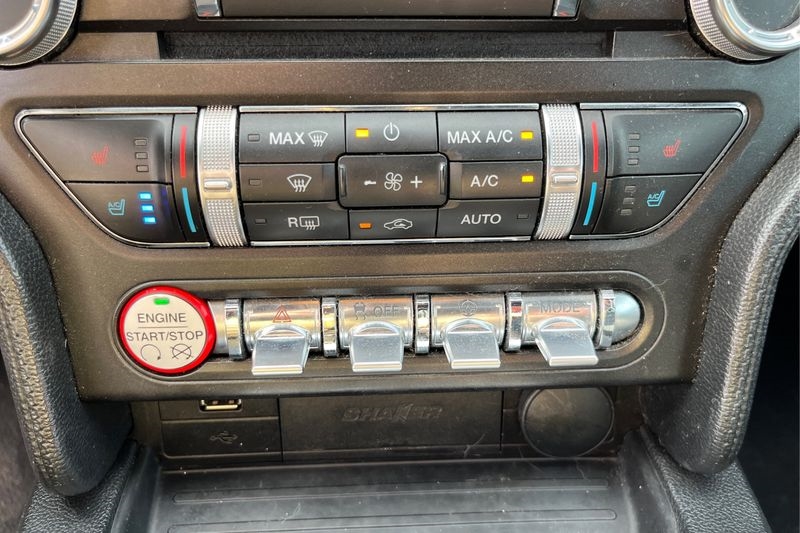 MAX
MAX A/C
A/C
A/C
A/C
R
AUTO
ENGINE
START/STOP
OFF
MODE
SHAKER